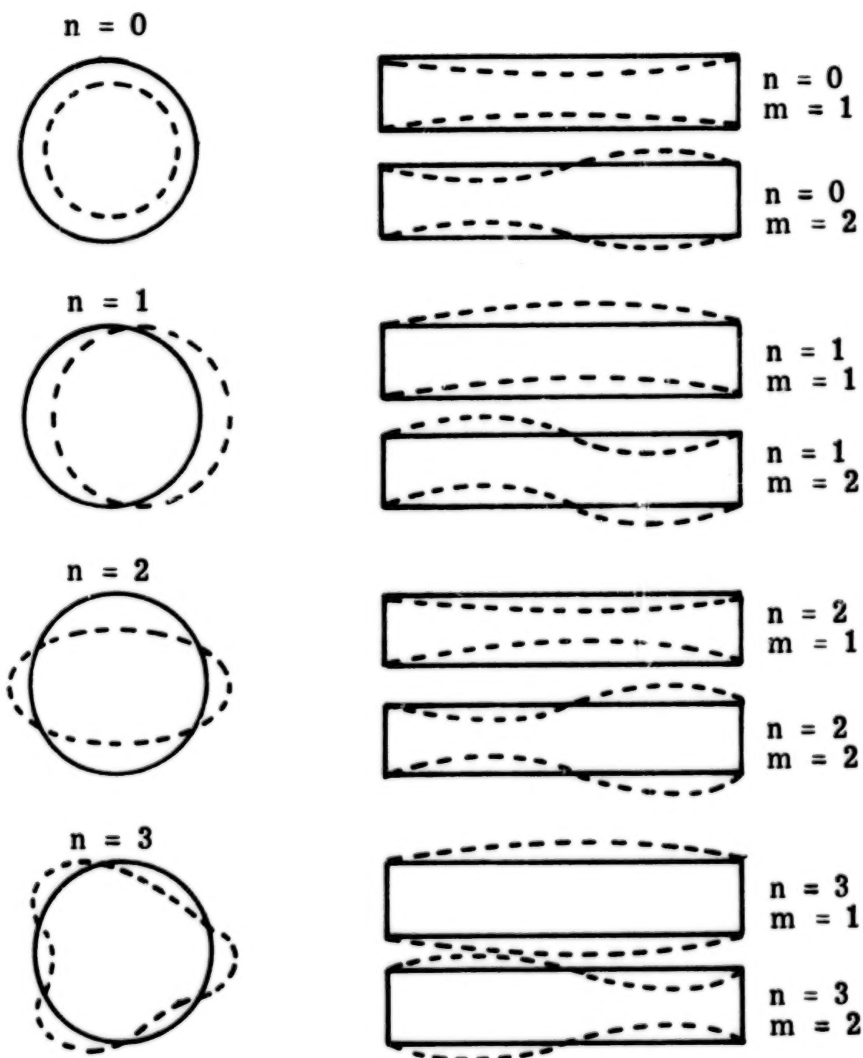 n = 0
n = 0
m = 1
n = 0
m = 2
n = 1
n = 1
m = 1
n = 1
m = 2
n = 2
n = 2
m = 1
n = 2
m = 2
n = 3
n = 3
m = 1
n = 3
m = 2